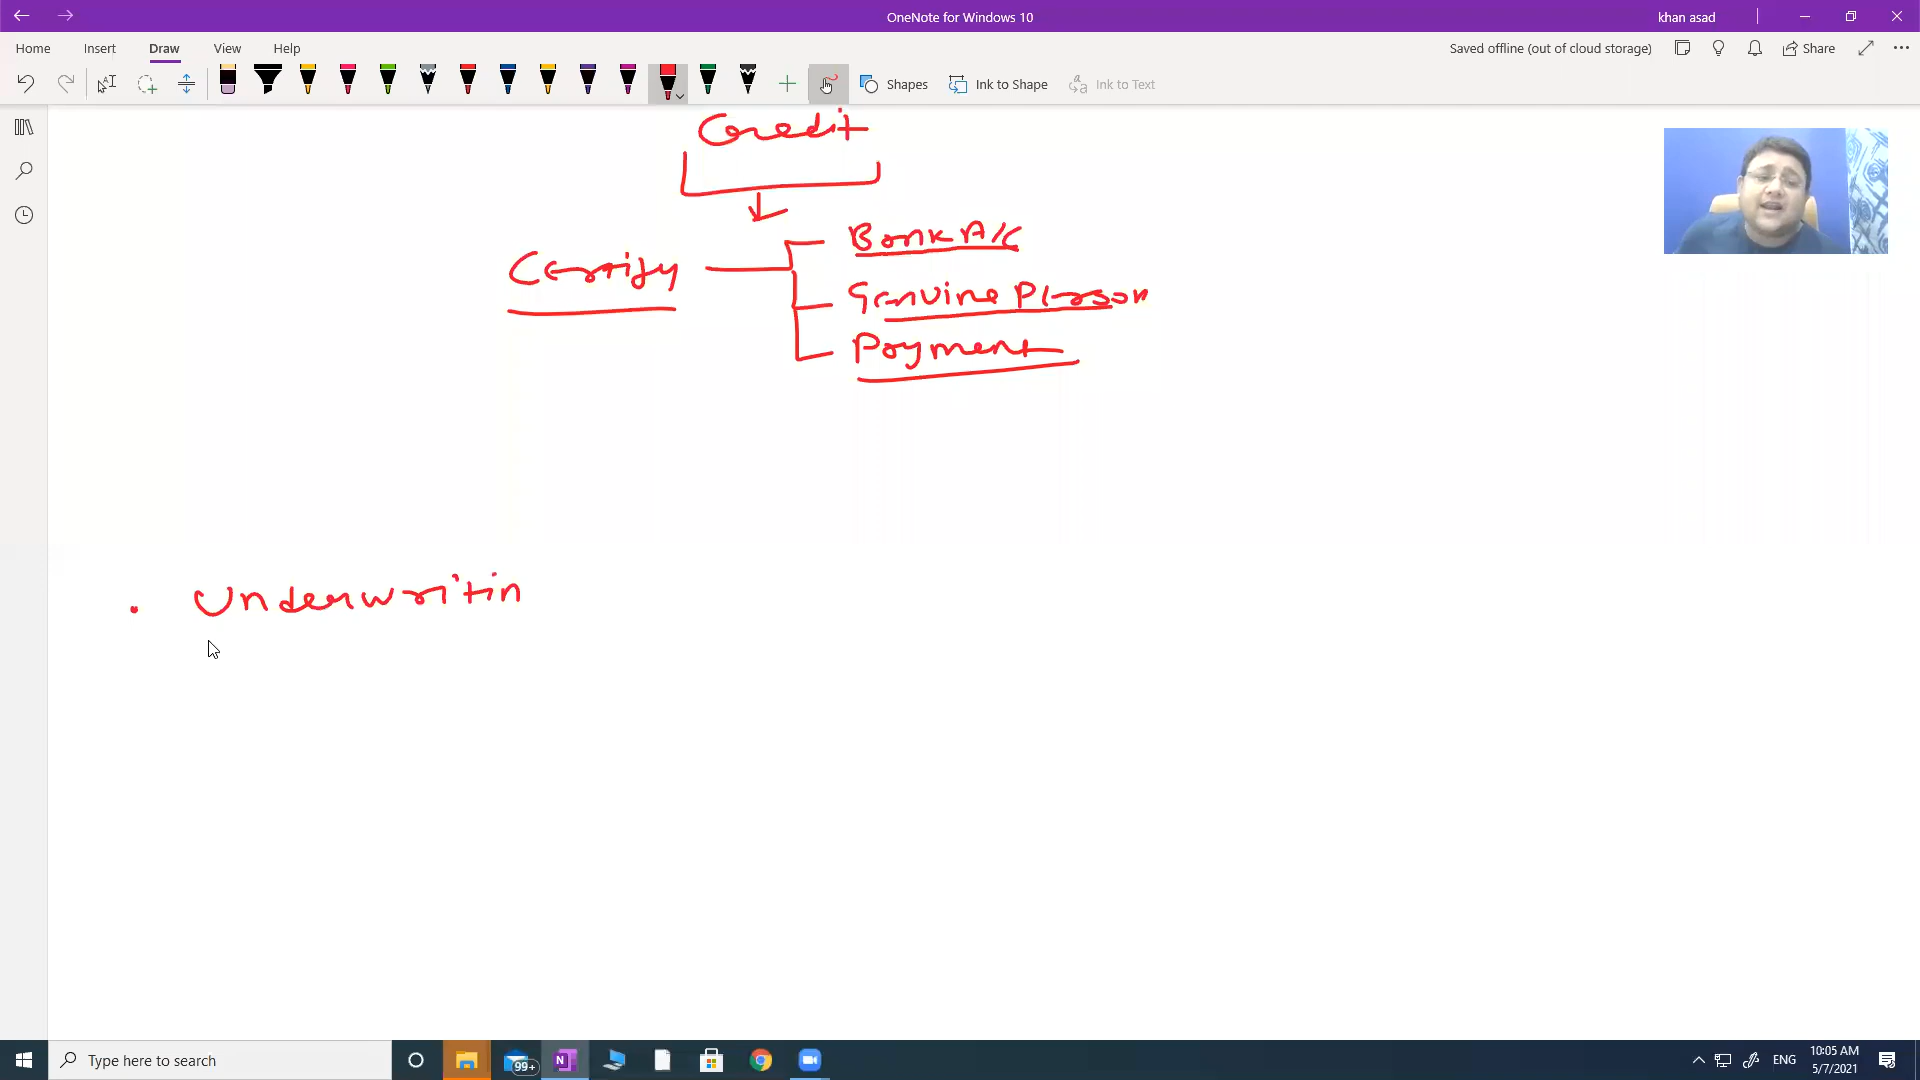 OneNote for Windows 10
khan asad
Home Insert Draw View Help
Saved offline (out of cloud storage)
Share
Shapes
Ink to Shape
Ink to Text
Credit
Certify
Bank A/c
Genuine Person
Payment
. Underwritin
Type here to search
99+
N
ENG
10:05 AM
5/7/2021